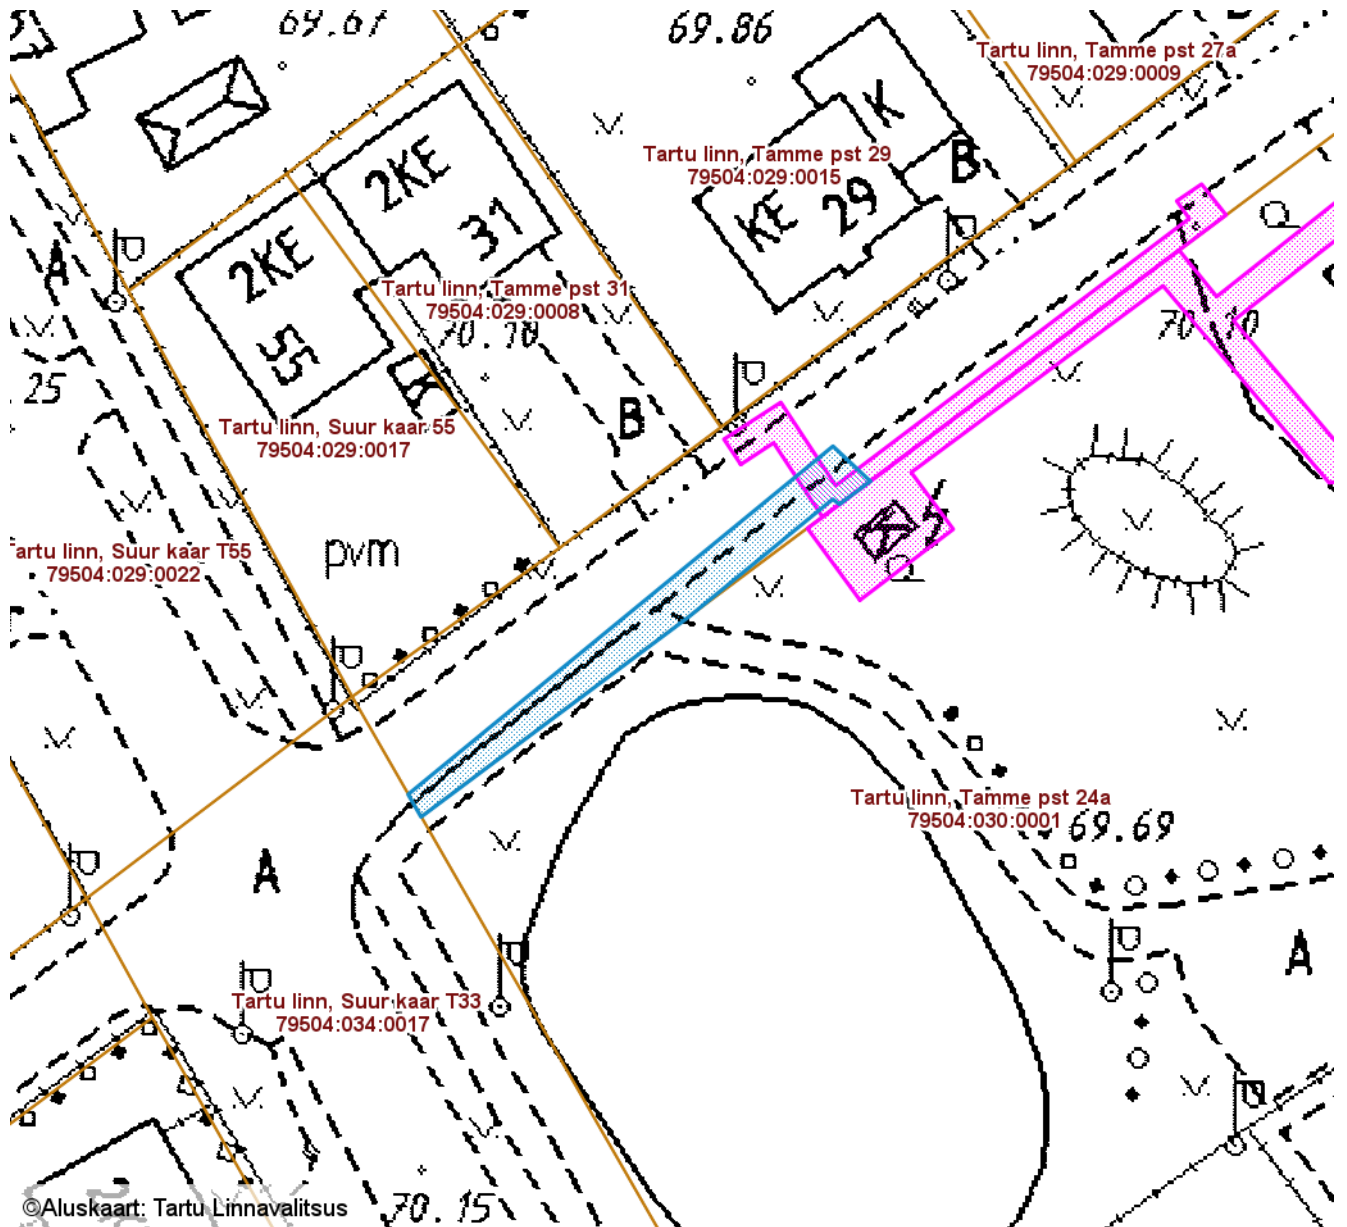 69.67
69.86
Tartu linn, Tamme pst 27a
79504:029:0009
K
B
Tartu linn, Tamme pst 29
79504:029:0015
2KE
31
KE
29
2KE
55
A
Tartu linn, Tamme pst 31
79504:029:0008
70.10
70.10
25
B
Tartu linn, Suur kaar 55
79504:029:0017
pvm
artu linn, Suur kaar T55
79504:029:0022
Tartu linn, Tamme pst 24a
79504:030:0001
69.69
A
A
Tartu linn, Suur kaar T33
79504:034:0017
70.15
©Aluskaart: Tartu Linnavalitsus